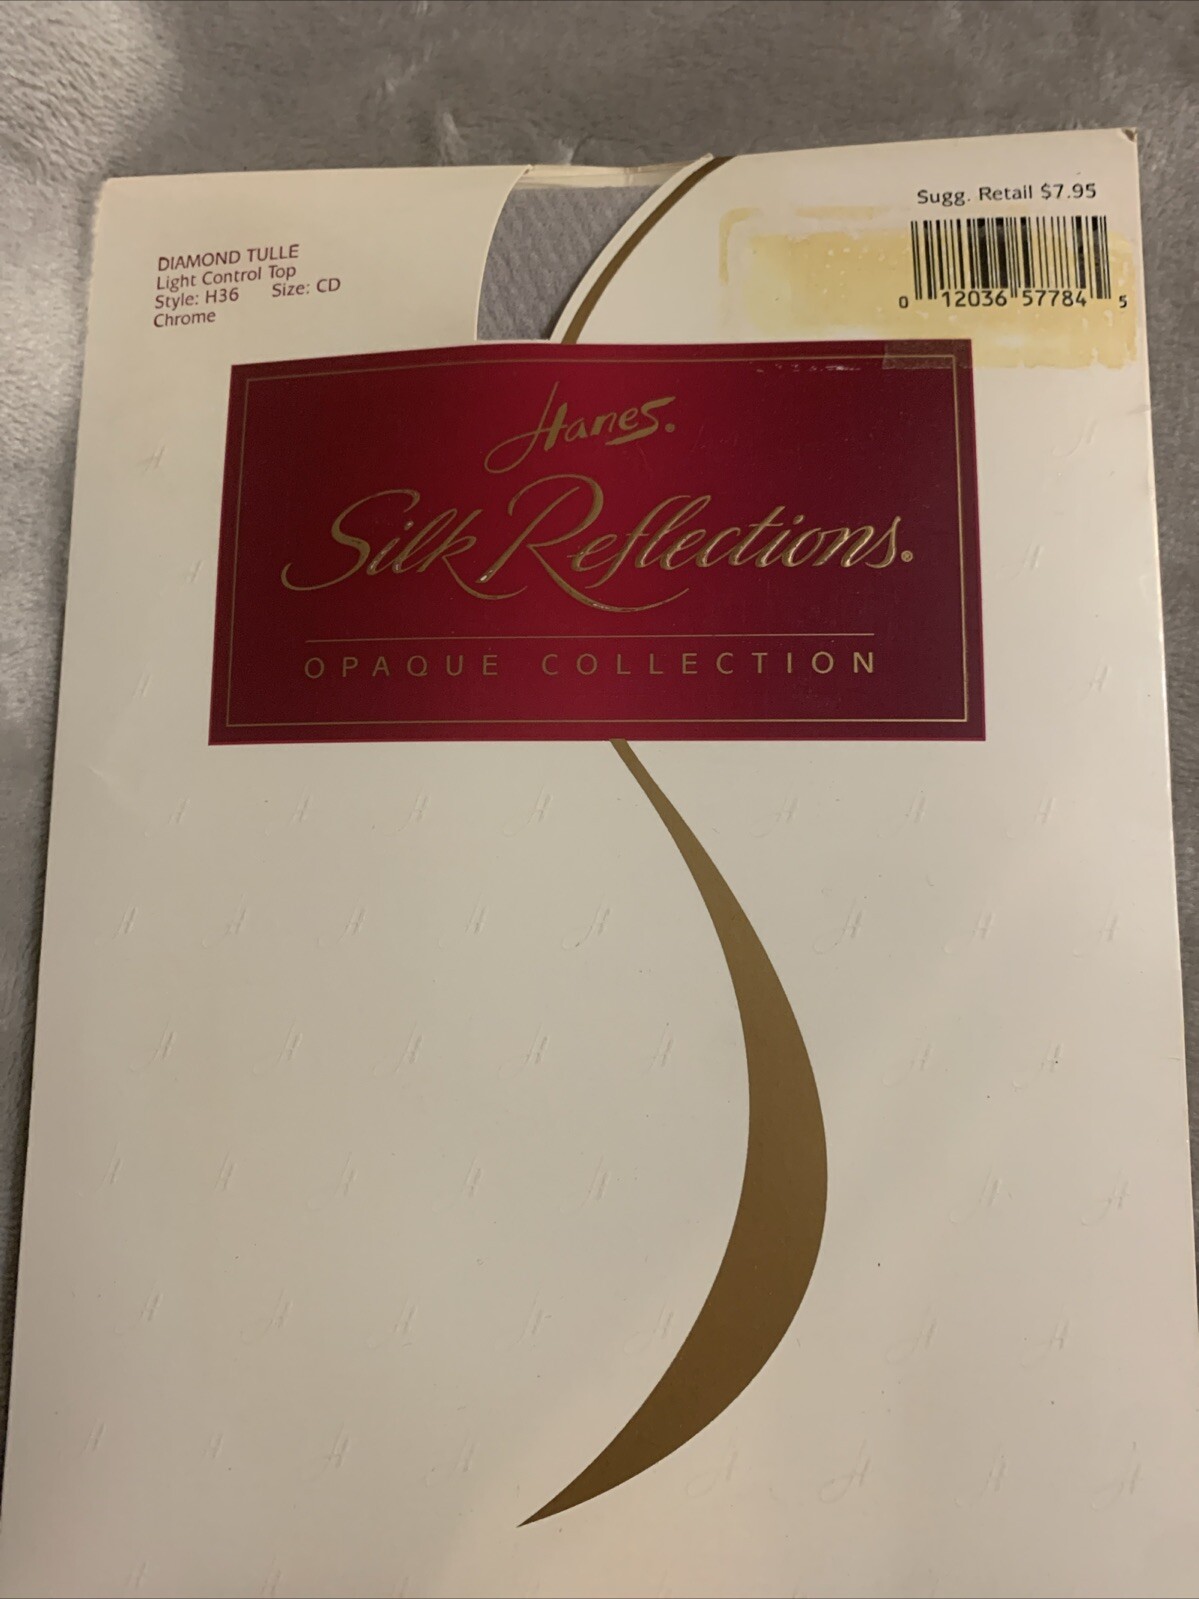 DIAMOND TULLE
Light Control Top
Style: H36 Size: CD
Chrome
Sugg. Retail $7.95
0 12036 57784 5
Hanes®
Silk Reflections®
OPAQUE COLLECTION